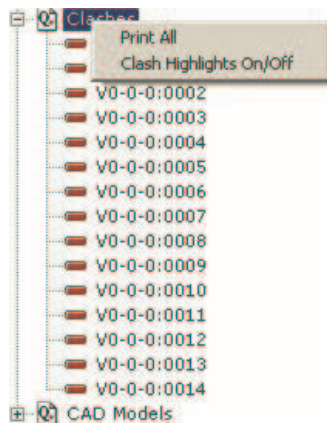 Clashes
Print All
Clash Highlights On/Off
V0-0-0:0002
V0-0-0:0003
V0-0-0:0004
V0-0-0:0005
V0-0-0:0006
V0-0-0:0007
V0-0-0:0008
V0-0-0:0009
V0-0-0:0010
V0-0-0:0011
V0-0-0:0012
V0-0-0:0013
V0-0-0:0014
CAD Models